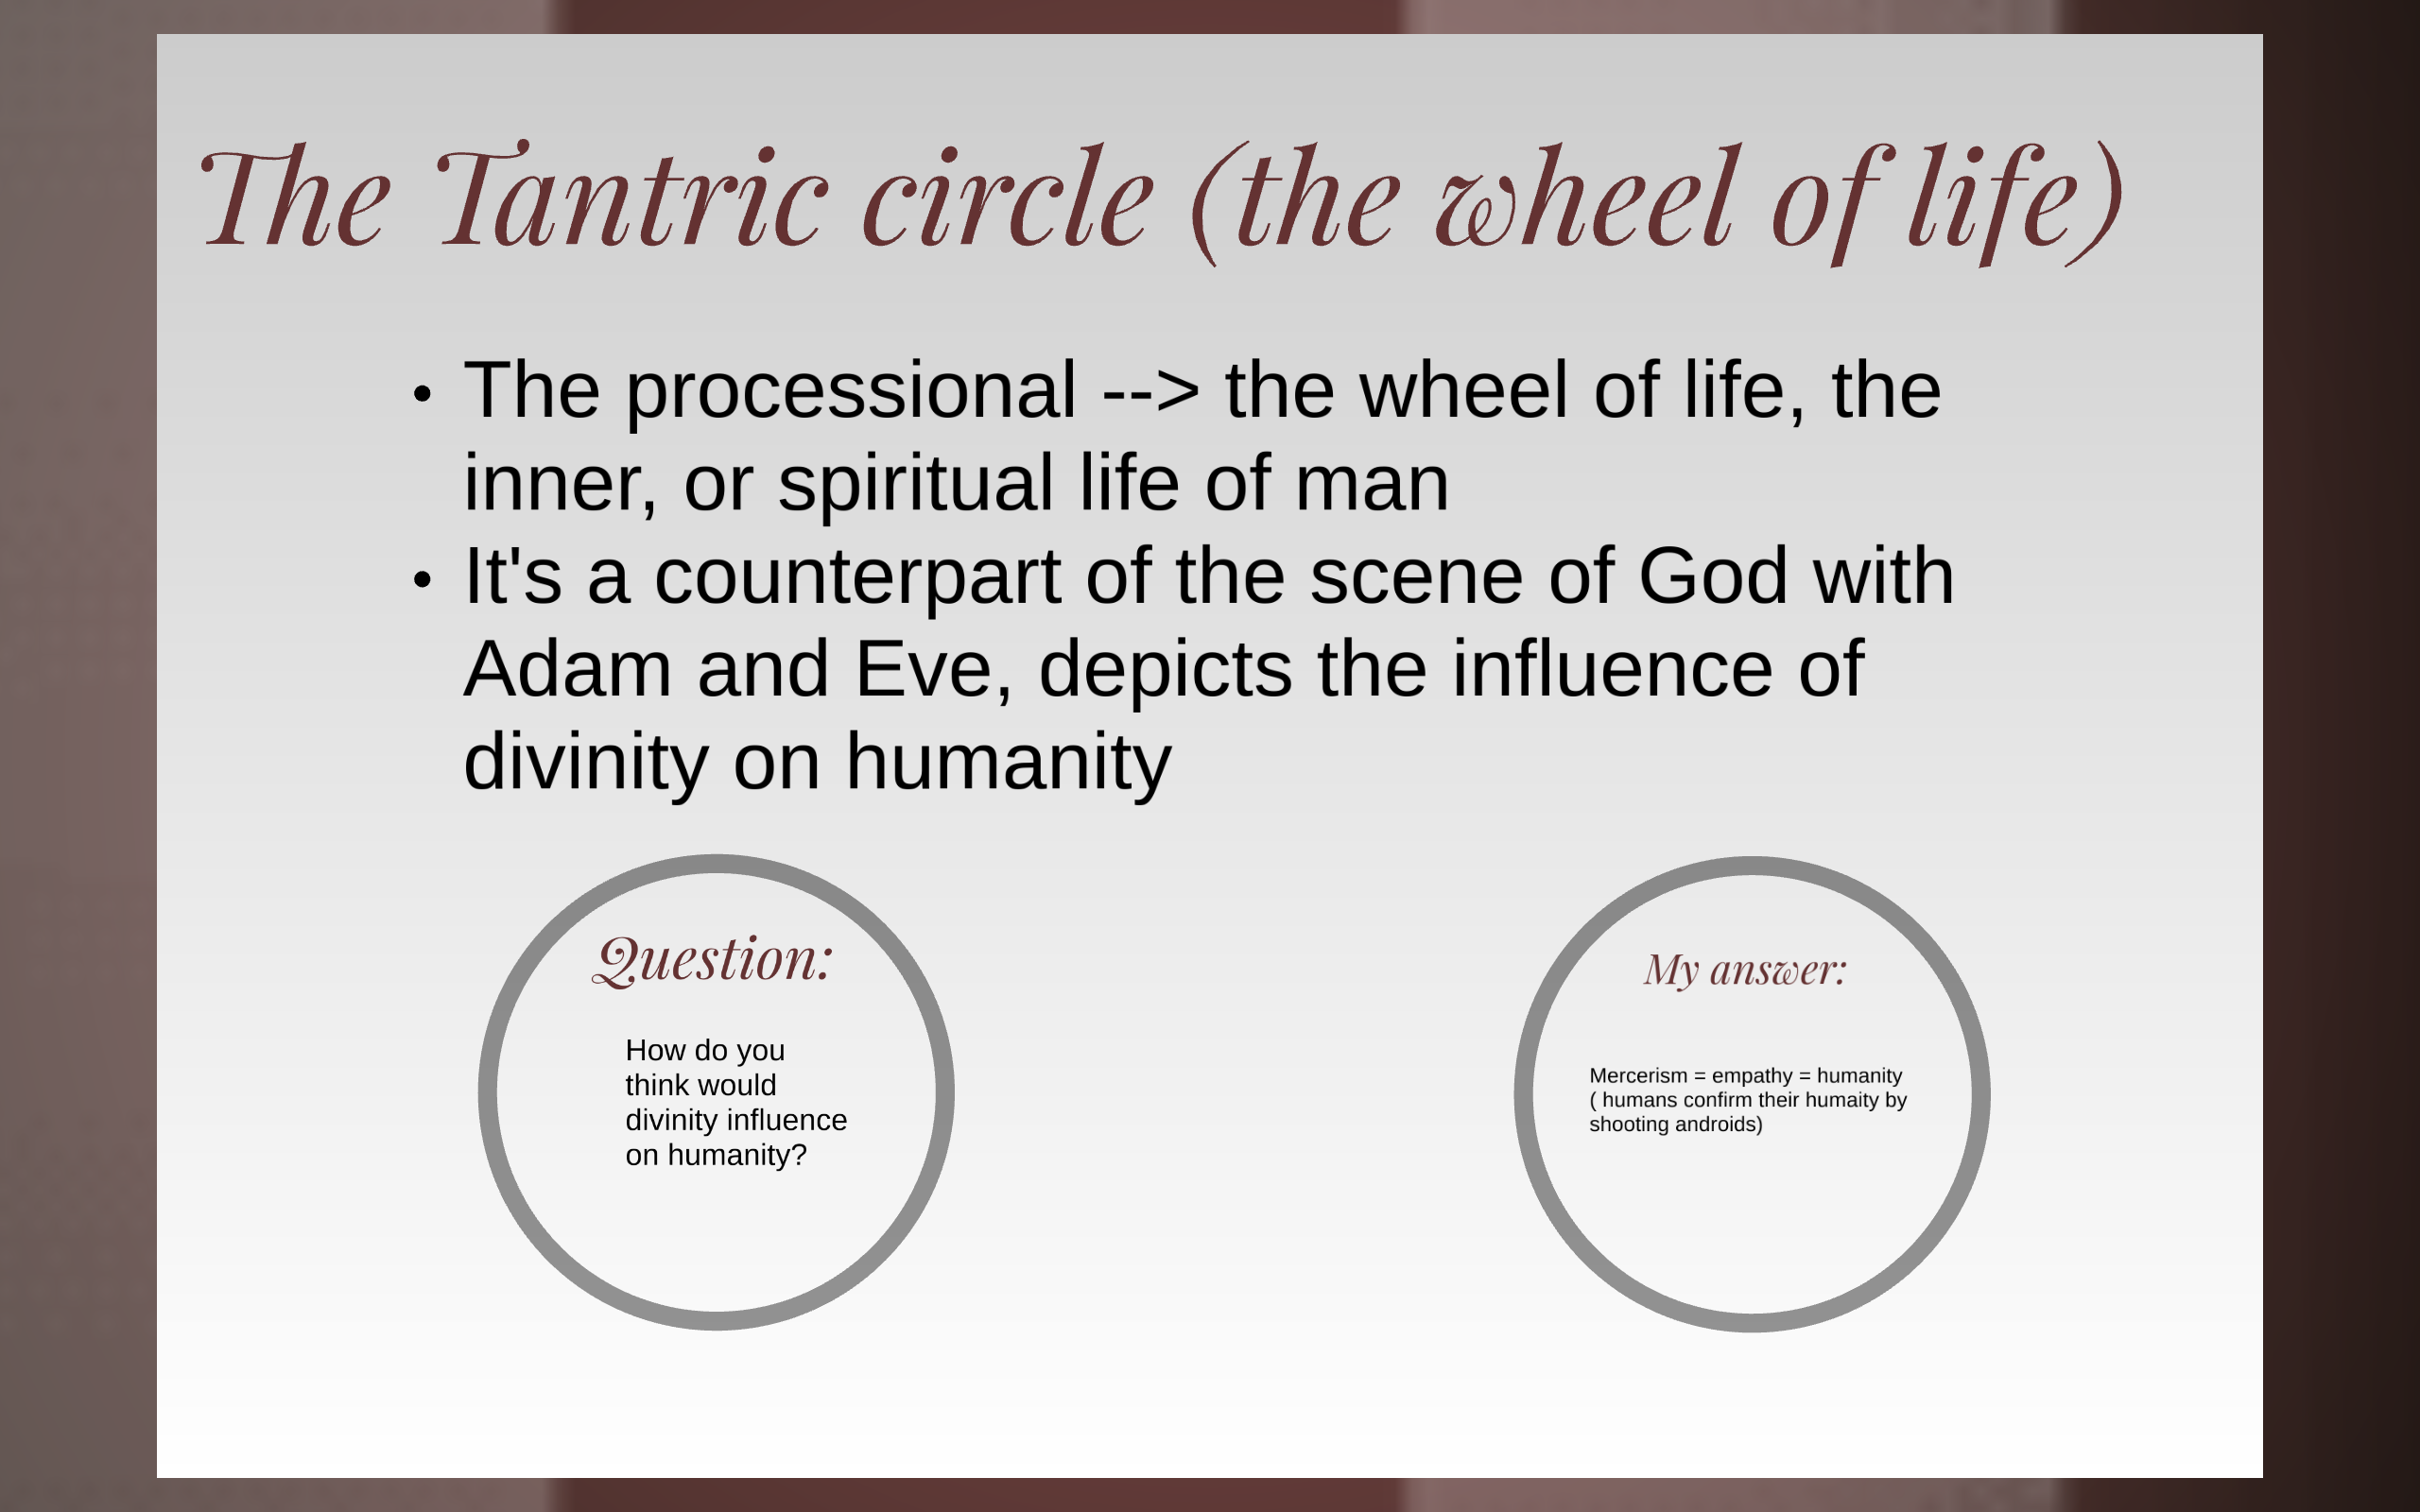 The Tantric circle (the wheel of life)
• The processional --> the wheel of life, the
inner, or spiritual life of man
• It's a counterpart of the scene of God with
Adam and Eve, depicts the influence of
divinity on humanity
Question:
How do you
think would
divinity influence
on humanity?
My answer:
Mercerism = empathy = humanity
( humans confirm their humaity by
shooting androids)